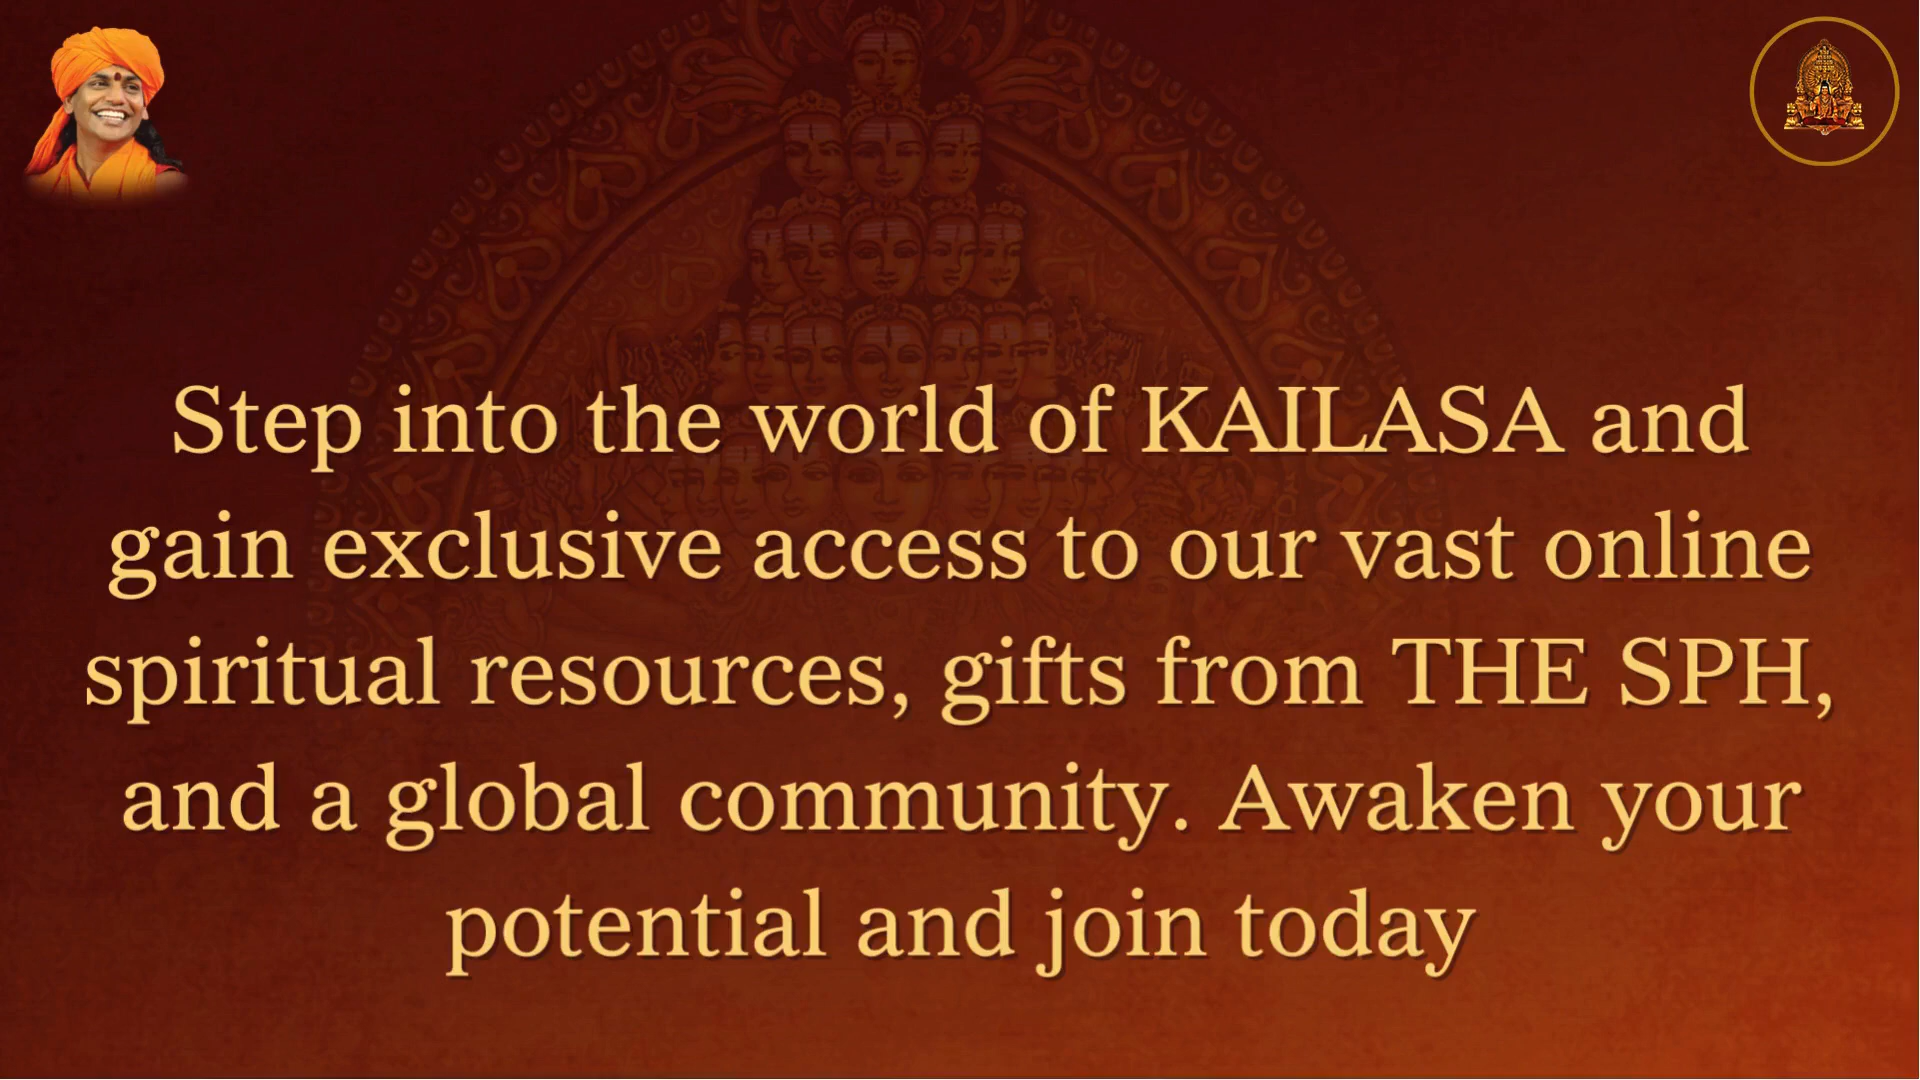 Step into the world of KAILASA and
gain exclusive access to our vast online
spiritual resources, gifts from THE SPH,
and a global community. Awaken your
potential and join today